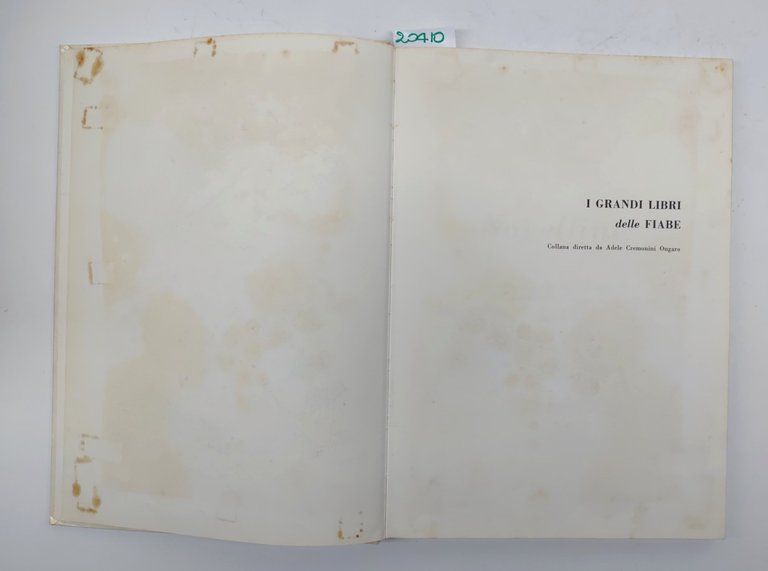 20410
I GRANDI LIBRI
delle FIABE
Collana diretta da Adele Cremonini Ongaro